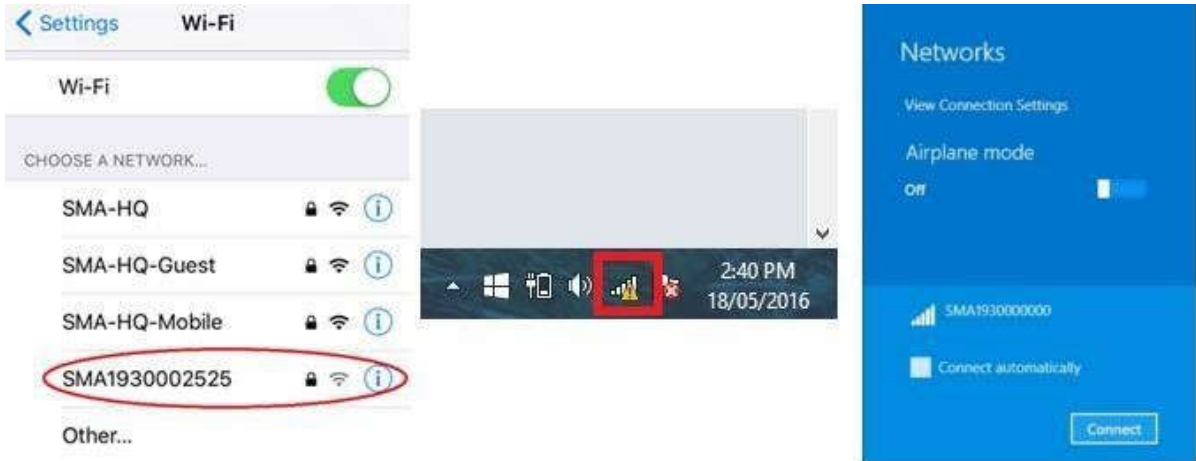 Settings
Wi-Fi
Wi-Fi
CHOOSE A NETWORK...
SMA-HQ
SMA-HQ-Guest
SMA-HQ-Mobile
SMA1930002525
Other...
2:40 PM
18/05/2016
Networks
View Connection Settings
Airplane mode
Off
SMA1930000000
Connect automatically
Connect